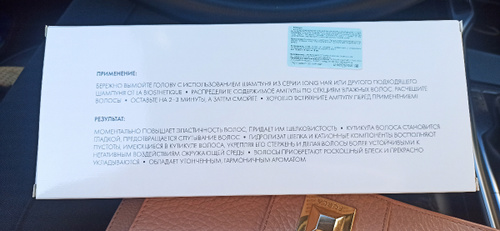 ПРИМЕНЕНИЕ:
БЕРЕЖНО ВЫМОЙТЕ ГОЛОВУ С ИСПОЛЬЗОВАНИЕМ ШАМПУНЯ ИЗ СЕРИИ LONG HAIR ИЛИ ДРУГОГО ПОДХОДЯЩЕГО
ШАМПУНЯ ОТ LA BIOSTHETIQUE • РАСПРЕДЕЛИТЕ СОДЕРЖИМОЕ АМПУЛЫ ПО СЕКЦИЯМ ВЛАЖНЫХ ВОЛОС, РАСЧЕШИТЕ
ВОЛОСЫ • ОСТАВЬТЕ НА 2-3 МИНУТЫ, А ЗАТЕМ СМОЙТЕ • ХОРОШО ВСТРЯХНИТЕ АМПУЛУ ПЕРЕД ПРИМЕНЕНИЕМ!
РЕЗУЛЬТАТ:
МОМЕНТАЛЬНО ПОВЫШАЕТ ЭЛАСТИЧНОСТЬ ВОЛОС, ПРИДАЕТ ИМ ШЕЛКОВИСТОСТЬ • КУТИКУЛА ВОЛОСА СТАНОВИТСЯ
ГЛАДКОЙ, ПРЕДОТВРАЩАЕТСЯ СПУТЫВАНИЕ ВОЛОС • ГИДРОЛИЗАТ ШЕЛКА И КАТИОННЫЕ КОМПОНЕНТЫ ВОСПОЛНЯЮТ
ПУСТОТЫ, ИМЕЮЩИЕСЯ В КУТИКУЛЕ ВОЛОСА, УКРЕПЛЯЯ ЕГО СТЕРЖЕНЬ И ДЕЛАЯ ВОЛОСЫ БОЛЕЕ УСТОЙЧИВЫМИ К
НЕГАТИВНЫМ ВОЗДЕЙСТВИЯМ ОКРУЖАЮЩЕЙ СРЕДЫ • ВОЛОСЫ ПРИОБРЕТАЮТ РОСКОШНЫЙ БЛЕСК И ПРЕКРАСНО
УКЛАДЫВАЮТСЯ • ОБЛАДАЕТ УТОНЧЕННЫМ, ГАРМОНИЧНЫМ АРОМАТОМ